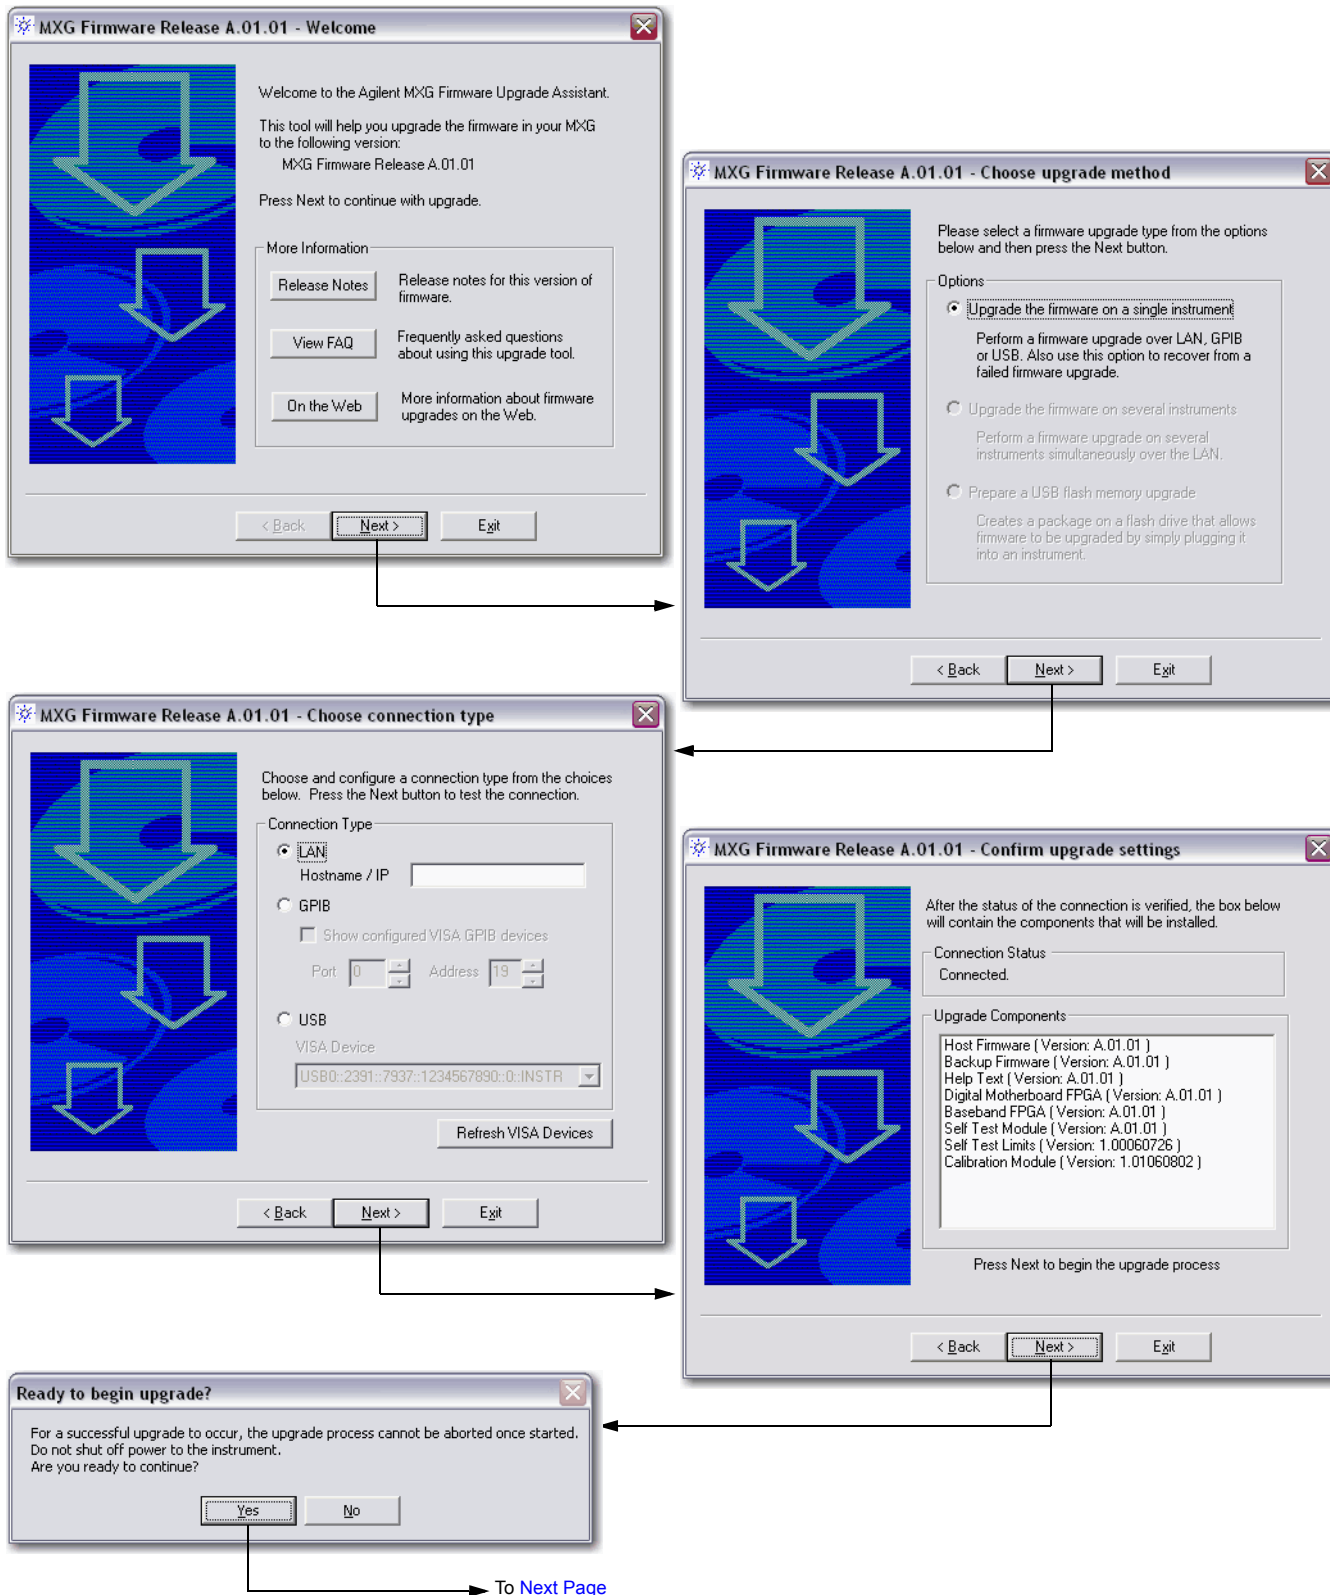 MXG Firmware Release A.01.01 - Welcome
Welcome to the Agilent MXG Firmware Upgrade Assistant.
This tool will help you upgrade the firmware in your MXG
to the following version:
MXG Firmware Release A.01.01
Press Next to continue with upgrade.
More Information
Release Notes
Release notes for this version of
firmware.
View FAQ
Frequently asked questions
about using this upgrade tool.
On the Web
More information about firmware
upgrades on the Web.
< Back
Next >
Exit
MXG Firmware Release A.01.01 - Choose upgrade method
Please select a firmware upgrade type from the options
below and then press the Next button.
Options
Upgrade the firmware on a single instrument
Perform a firmware upgrade over LAN, GPIB
or USB. Also use this option to recover from a
failed firmware upgrade.
Upgrade the firmware on several instruments
Perform a firmware upgrade on several
instruments simultaneously over the LAN.
Prepare a USB flash memory upgrade
Creates a package on a flash drive that allows
firmware to be upgraded by simply plugging it
into an instrument.
< Back
Next >
Exit
MXG Firmware Release A.01.01 - Choose connection type
Choose and configure a connection type from the choices
below. Press the Next button to test the connection.
Connection Type
LAN
Hostname / IP
GPIB
Show configured VISA GPIB devices
Port 0 Address 19
USB
VISA Device
USB0::2391::7937::1234567890::0::INSTR
Refresh VISA Devices
< Back
Next >
Exit
MXG Firmware Release A.01.01 - Confirm upgrade settings
After the status of the connection is verified, the box below
will contain the components that will be installed.
Connection Status
Connected.
Upgrade Components
Host Firmware ( Version: A.01.01 )
Backup Firmware ( Version: A.01.01 )
Help Text ( Version: A.01.01 )
Digital Motherboard FPGA ( Version: A.01.01 )
Baseband FPGA ( Version: A.01.01 )
Self Test Module ( Version: A.01.01 )
Self Test Limits ( Version: 1.00060726 )
Calibration Module ( Version: 1.01060802 )
Press Next to begin the upgrade process
< Back
Next >
Exit
Ready to begin upgrade?
For a successful upgrade to occur, the upgrade process cannot be aborted once started.
Do not shut off power to the instrument.
Are you ready to continue?
Yes
No
To Next Page